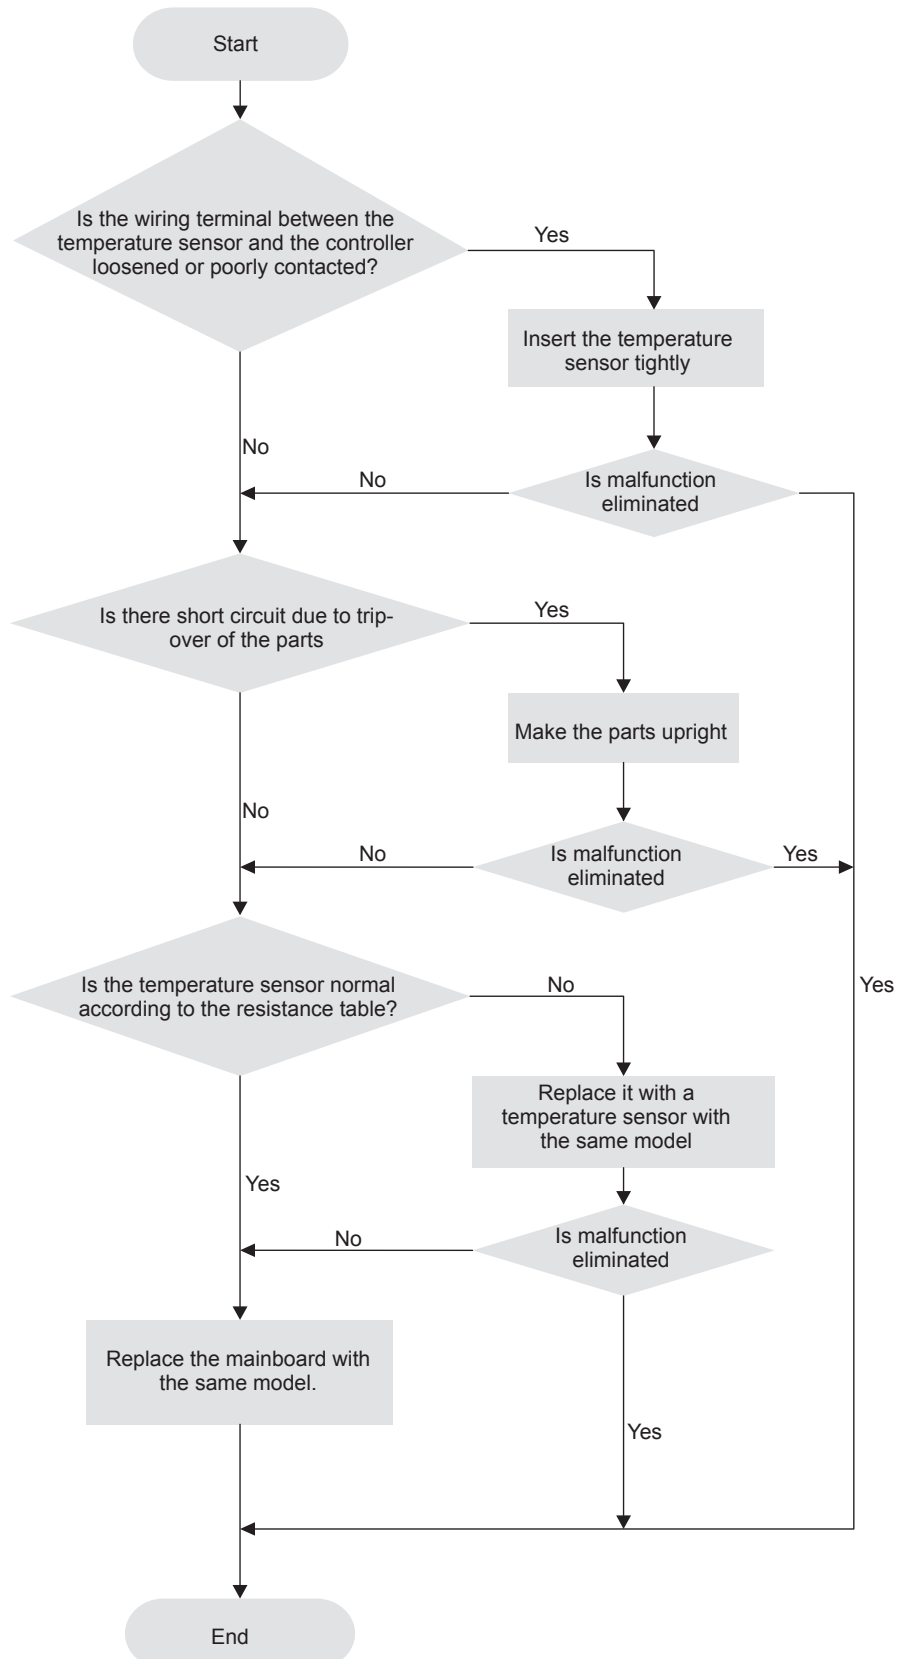 Start
Is the wiring terminal between the
temperature sensor and the controller
loosened or poorly contacted?
Yes
Insert the temperature
sensor tightly
No
No
Is malfunction
eliminated
Is there short circuit due to trip-
over of the parts
Yes
Make the parts upright
No
No
Is malfunction
eliminated
Yes
Is the temperature sensor normal
according to the resistance table?
No
Yes
Replace it with a
temperature sensor with
the same model
Yes
No
Is malfunction
eliminated
Replace the mainboard with
the same model.
Yes
End